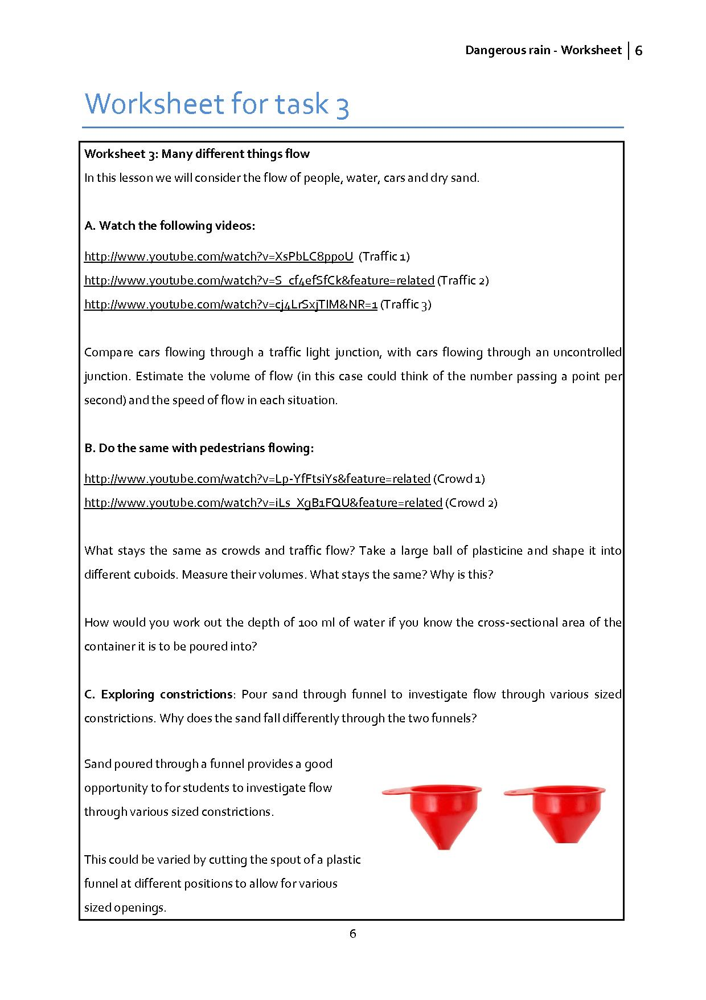 Dangerous rain - Worksheet 6
Worksheet for task 3
Worksheet 3: Many different things flow
In this lesson we will consider the flow of people, water, cars and dry sand.
A. Watch the following videos:
http://www.youtube.com/watch?v=XsPbLC8ppoU (Traffic 1)
http://www.youtube.com/watch?v=S_cf4efSfCk&feature=related (Traffic 2)
http://www.youtube.com/watch?v=cj4LrSxjTIM&NR=1 (Traffic 3)
Compare cars flowing through a traffic light junction, with cars flowing through an uncontrolled
junction. Estimate the volume of flow (in this case could think of the number passing a point per
second) and the speed of flow in each situation.
B. Do the same with pedestrians flowing:
http://www.youtube.com/watch?v=Lp-YfFtsiYs&feature=related (Crowd 1)
http://www.youtube.com/watch?v=iLs_XgB1FQU&feature=related (Crowd 2)
What stays the same as crowds and traffic flow? Take a large ball of plasticine and shape it into
different cuboids. Measure their volumes. What stays the same? Why is this?
How would you work out the depth of 100 ml of water if you know the cross-sectional area of the
container it is to be poured into?
C. Exploring constrictions: Pour sand through funnel to investigate flow through various sized
constrictions. Why does the sand fall differently through the two funnels?
Sand poured through a funnel provides a good
opportunity to for students to investigate flow
through various sized constrictions.
This could be varied by cutting the spout of a plastic
funnel at different positions to allow for various
sized openings.
6